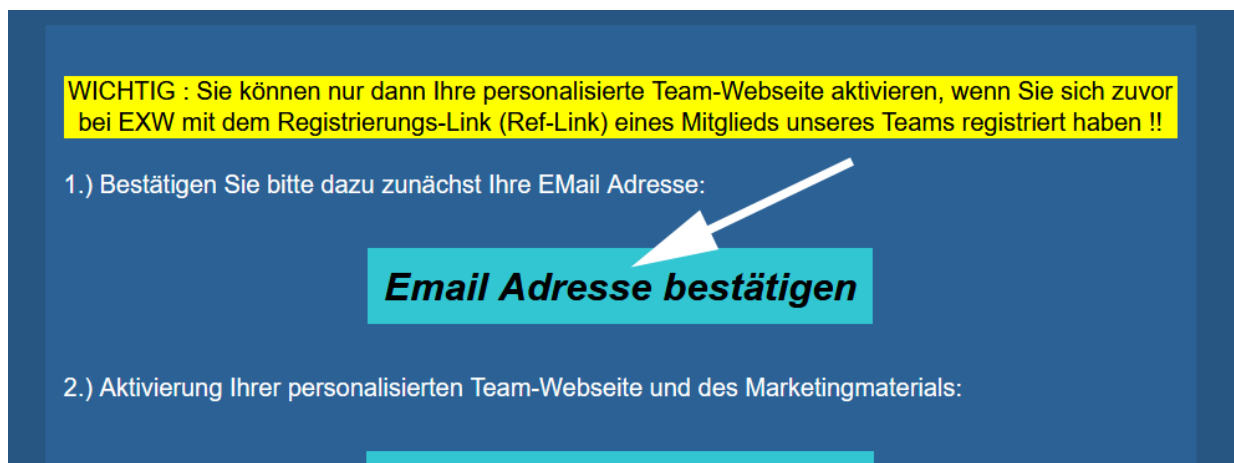 WICHTIG : Sie können nur dann Ihre personalisierte Team-Webseite aktivieren, wenn Sie sich zuvor
bei EXW mit dem Registrierungs-Link (Ref-Link) eines Mitglieds unseres Teams registriert haben !!
1.) Bestätigen Sie bitte dazu zunächst Ihre EMail Adresse:
Email Adresse bestätigen
2.) Aktivierung Ihrer personalisierten Team-Webseite und des Marketingmaterials: